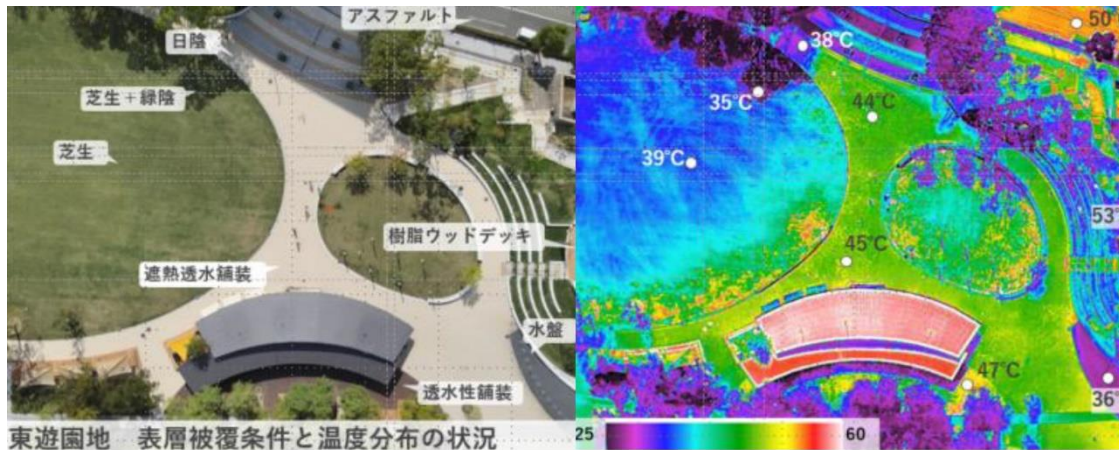 アスファルト
日陰
芝生+緑陰
芝生
樹脂ウッドデッキ
遮熱透水舗装
水盤
透水性舗装
東遊園地 表層被覆条件と温度分布の状況
50
38℃
35℃
44℃
39℃
53°
45℃
47℃
36°
25
60